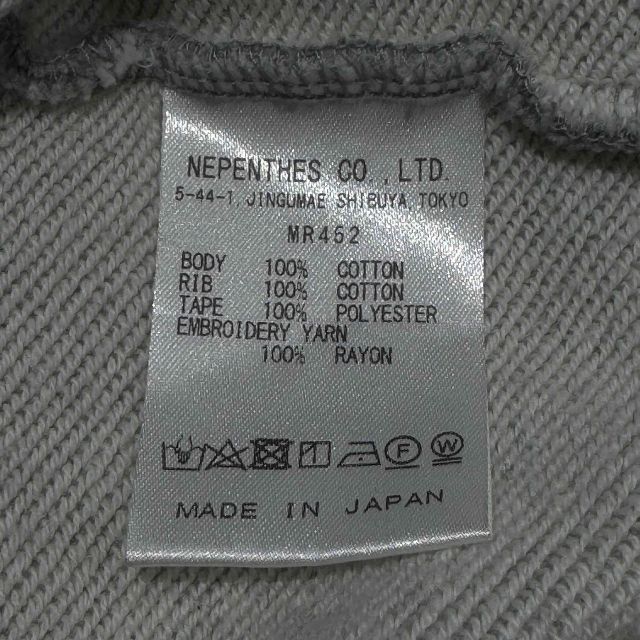 NEPENTHES CO.,LTD.
5-44-1 JINGUMAE SHIBUYA TOKYO
MR452
BODY 100% COTTON
RIB 100% COTTON
TAPE 100% POLYESTER
EMBROIDERY YARN
100% RAYON
F W
MADE IN JAPAN